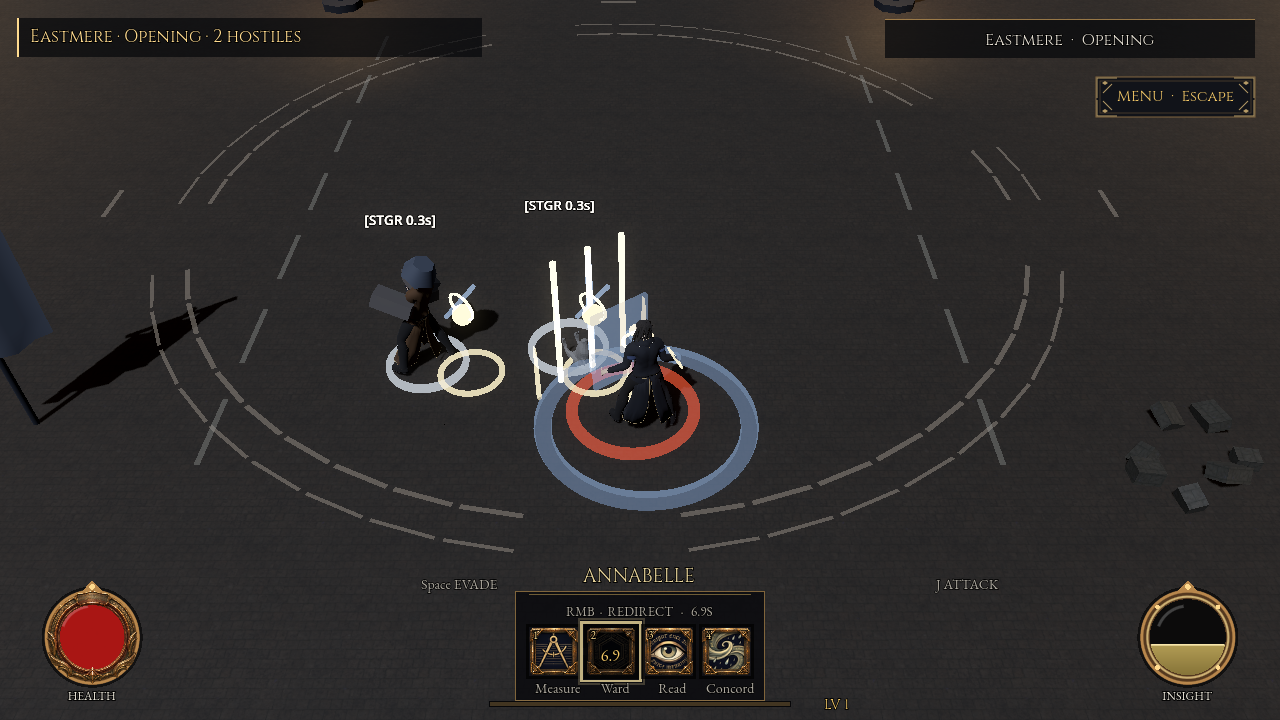 EASTMERE · OPENING · 2 HOSTILES
EASTMERE · OPENING
MENU · ESCAPE
[STGR 0.3s]
[STGR 0.3s]
Space EVADE
ANNABELLE
J ATTACK
RMB · REDIRECT · 6.9S
1
2
3
4
6.9
Measure
Ward
Read
Concord
HEALTH
INSIGHT
LV 1